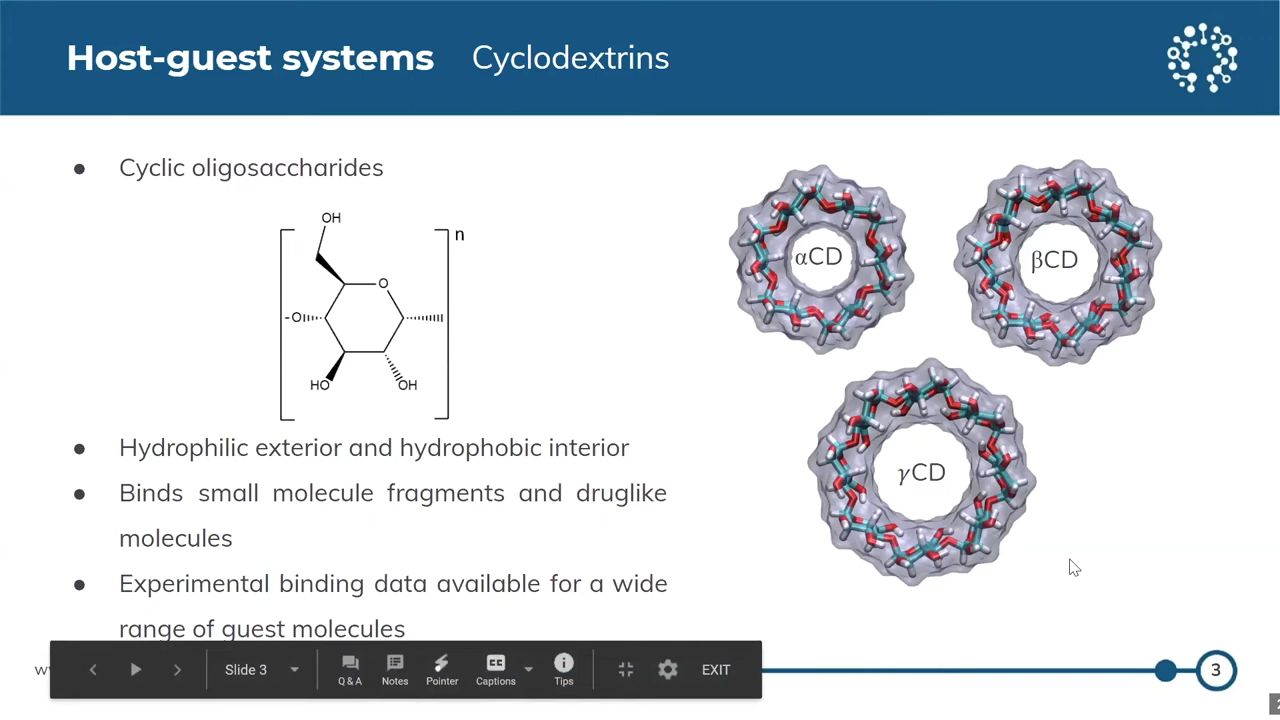 Host-guest systems Cyclodextrins
● Cyclic oligosaccharides
OH
n
O
-O
HO
OH
● Hydrophilic exterior and hydrophobic interior
● Binds small molecule fragments and druglike
molecules
● Experimental binding data available for a wide
range of guest molecules
αCD
βCD
γCD
Slide 3
Q & A
Notes
Pointer
CC
Captions
Tips
EXIT
3